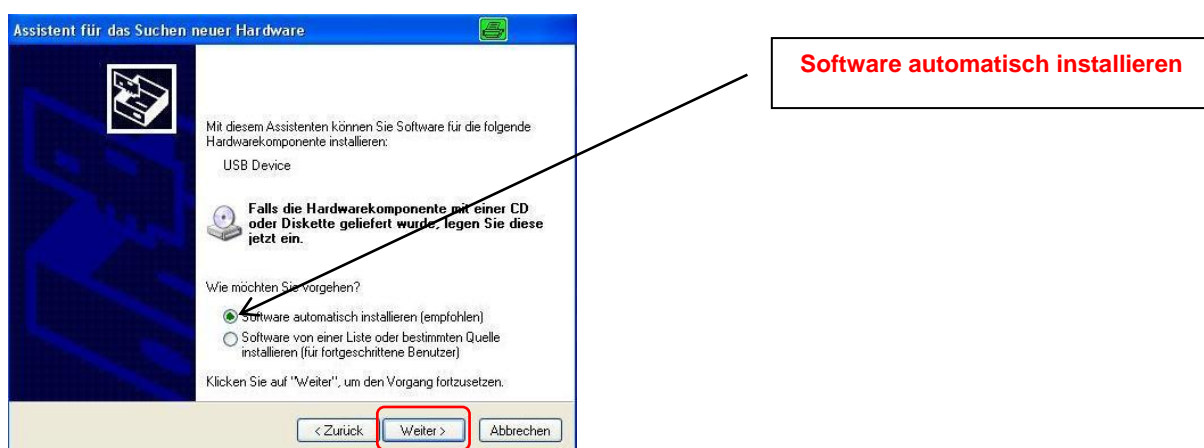 Assistent für das Suchen neuer Hardware
Software automatisch installieren
Mit diesem Assistenten können Sie Software für die folgende
Hardwarekomponente installieren:
USB Device
Falls die Hardwarekomponente mit einer CD
oder Diskette geliefert wurde, legen Sie diese
jetzt ein.
Wie möchten Sie vorgehen?
Software automatisch installieren (empfohlen)
Software von einer Liste oder bestimmten Quelle
installieren (für fortgeschrittene Benutzer)
Klicken Sie auf "Weiter", um den Vorgang fortzusetzen.
< Zurück Weiter > Abbrechen